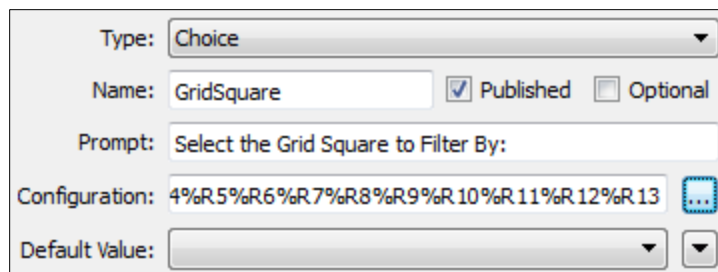 Type: Choice
Name: GridSquare Published Optional
Prompt: Select the Grid Square to Filter By:
Configuration: 4%R5%R6%R7%R8%R9%R10%R11%R12%R13 ...
Default Value: